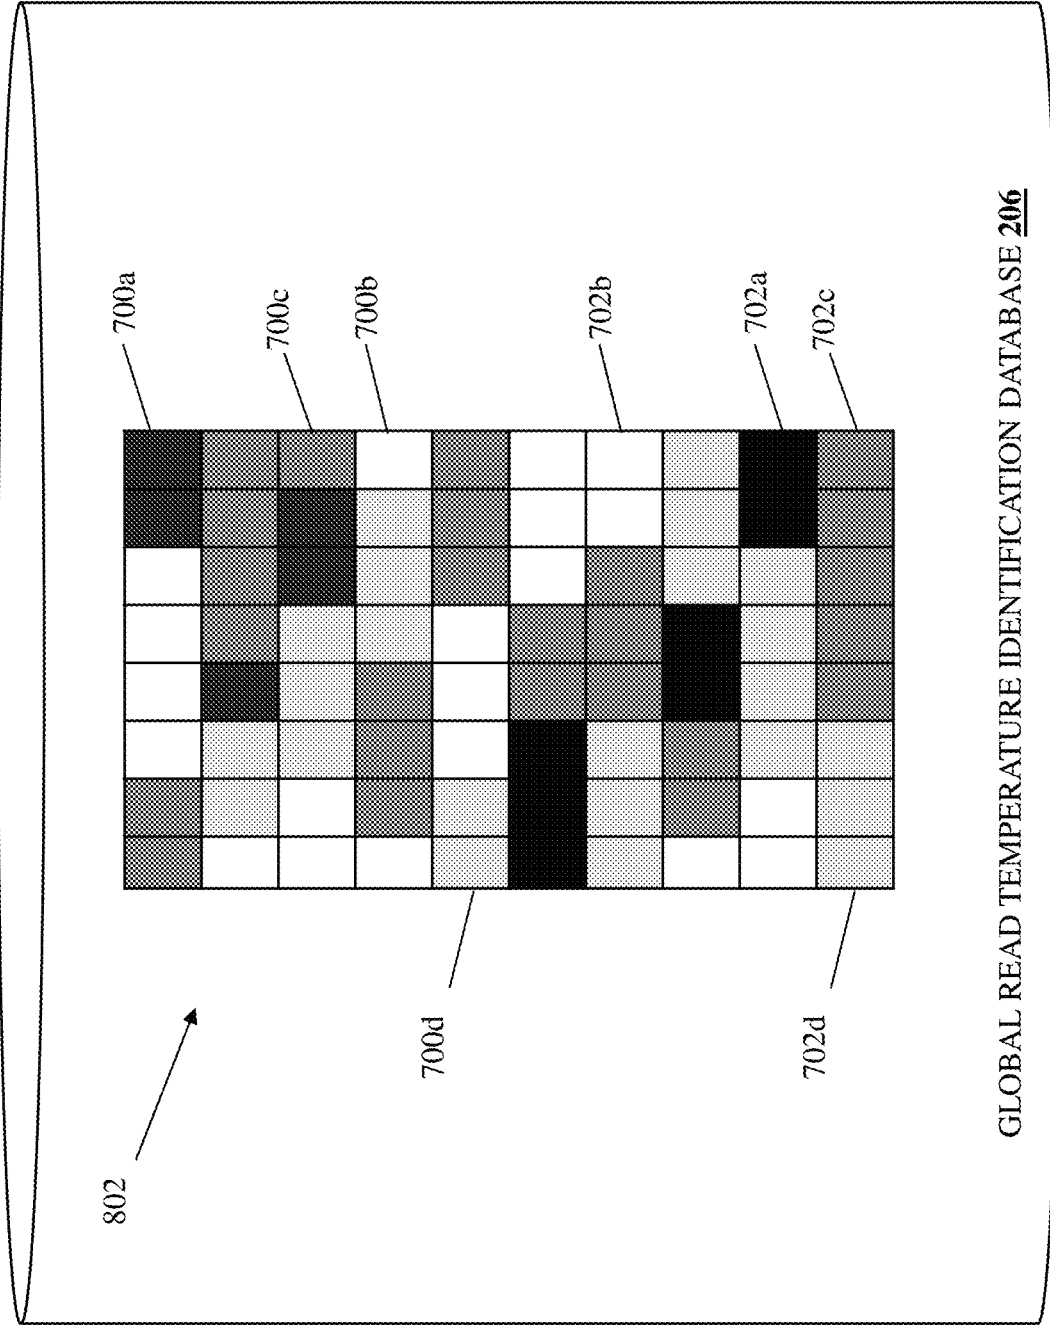 802
700a
700c
700b
700d
702b
702a
702d
702c
GLOBAL READ TEMPERATURE IDENTIFICATION DATABASE 206